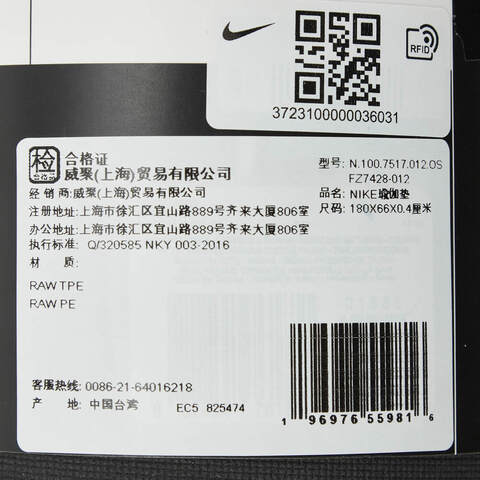 RFID
3723100000036031
检 合格证
合格证
威聚(上海)贸易有限公司
经 销 商: 威聚(上海)贸易有限公司
注册地址: 上海市徐汇区宜山路889号齐来大厦806室
办公地址: 上海市徐汇区宜山路889号齐来大厦806室
执行标准: Q/320585 NKY 003-2016
材 质:
RAW TPE
RAW PE
型号: N.100.7517.012.OS
FZ7428-012
品名: NIKE瑜伽垫
尺码: 180X66X0.4厘米
客服热线: 0086-21-64016218
产 地: 中国台湾
EC5 825474
1 96976 55981 6